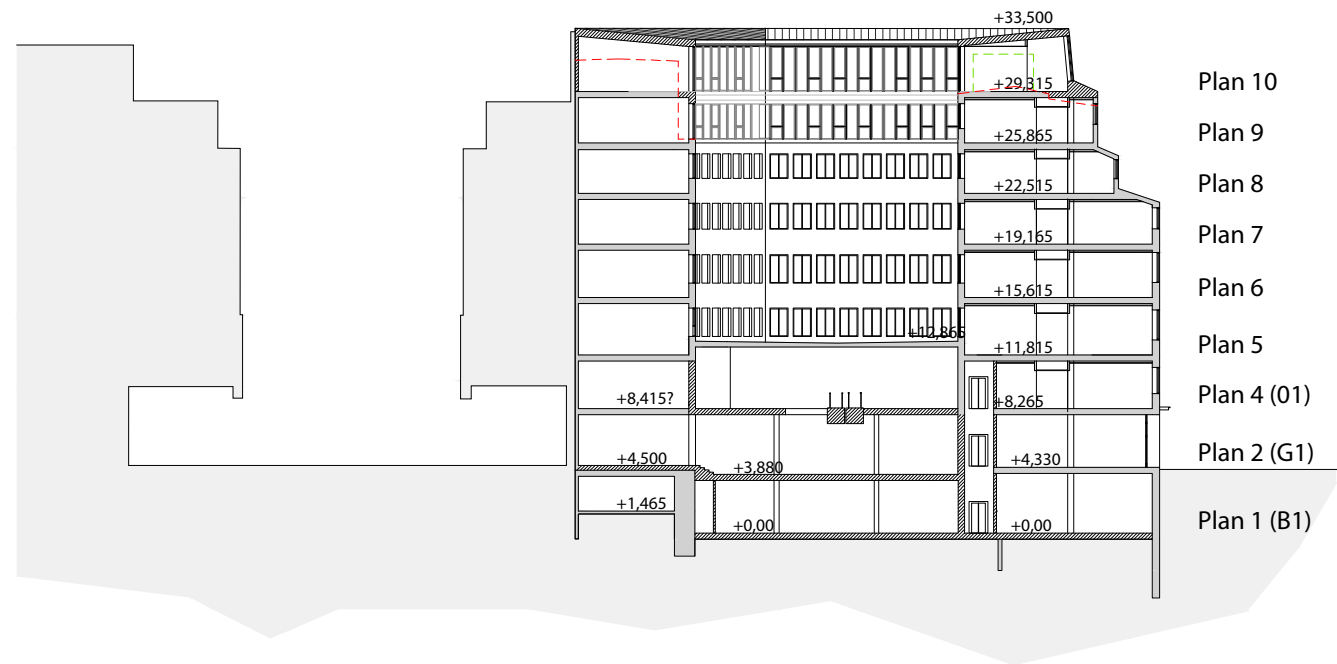 +33,500
+29,315 Plan 10
+25,865 Plan 9
+22,515 Plan 8
+19,165 Plan 7
+15,615 Plan 6
+12,865
+11,815 Plan 5
+8,415? +8,265 Plan 4 (01)
+4,500 +3,880 +4,330 Plan 2 (G1)
+1,465
+0,00 +0,00 Plan 1 (B1)